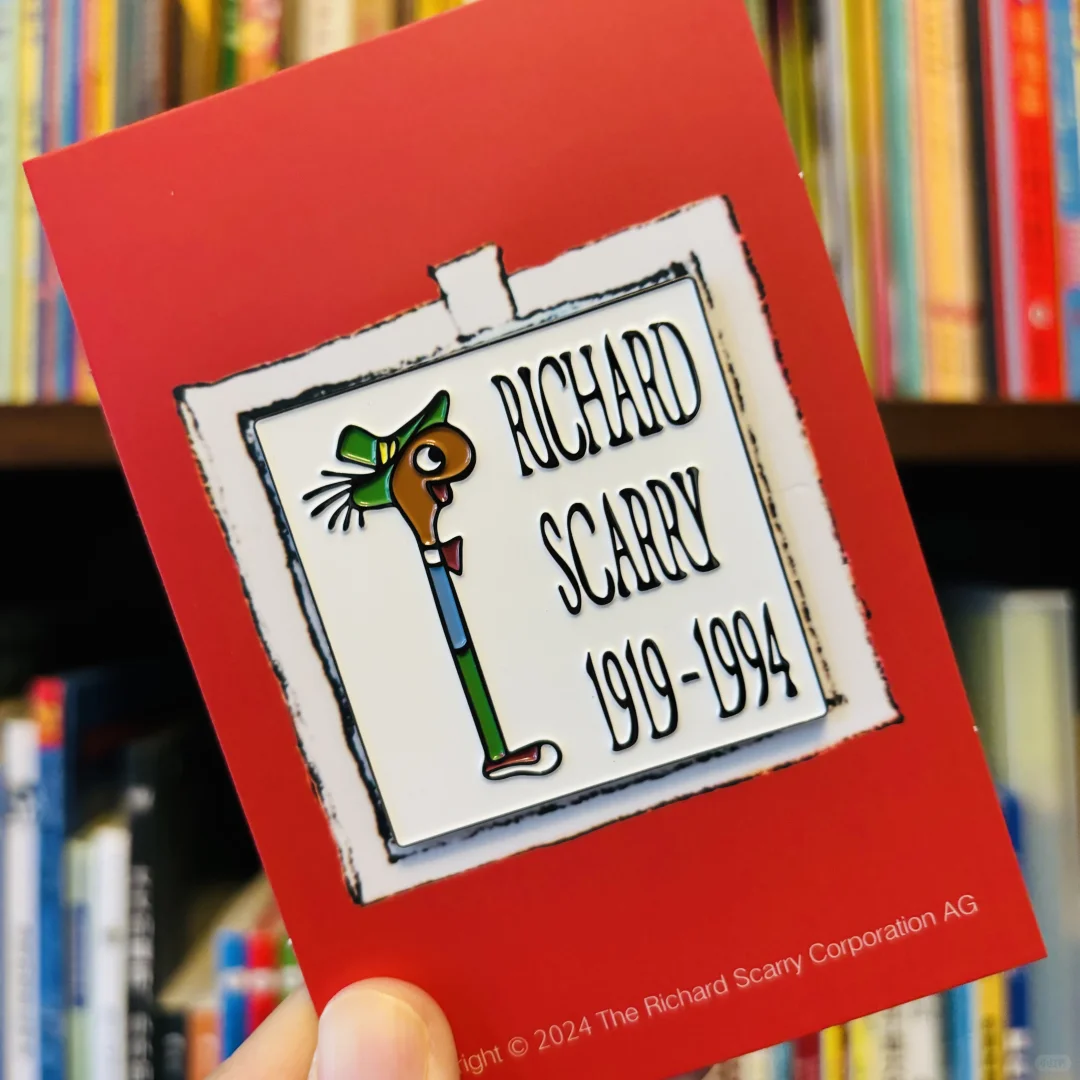 RICHARD
SCARRY
1919-1994
right © 2024 The Richard Scarry Corporation AG